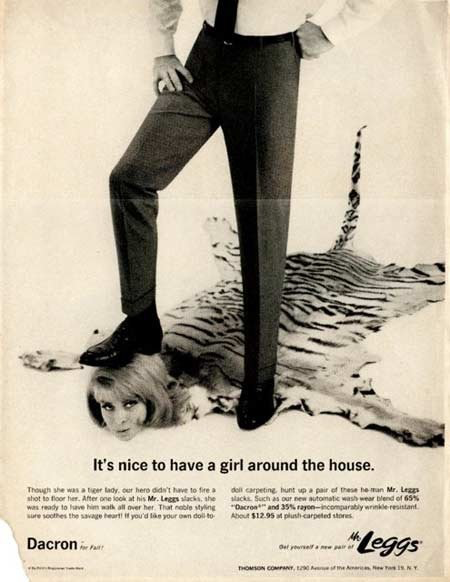 It's nice to have a girl around the house.
Though she was a tiger lady, our hero didn't have to fire a
shot to floor her. After one look at his Mr. Leggs slacks, she
was ready to have him walk all over her. That noble styling
sure soothes the savage heart! If you'd like your own doll-to-
doll carpeting, hunt up a pair of these he-man Mr. Leggs
slacks. Such as our new automatic wash-wear blend of 65%
"Dacron®" and 35% rayon—incomparably wrinkle-resistant.
About $12.95 at plush-carpeted stores.
Dacron for Fall!
Get yourself a new pair of Mr. Leggs®
THOMSON COMPANY, 1290 Avenue of the Americas, New York 19, N. Y.